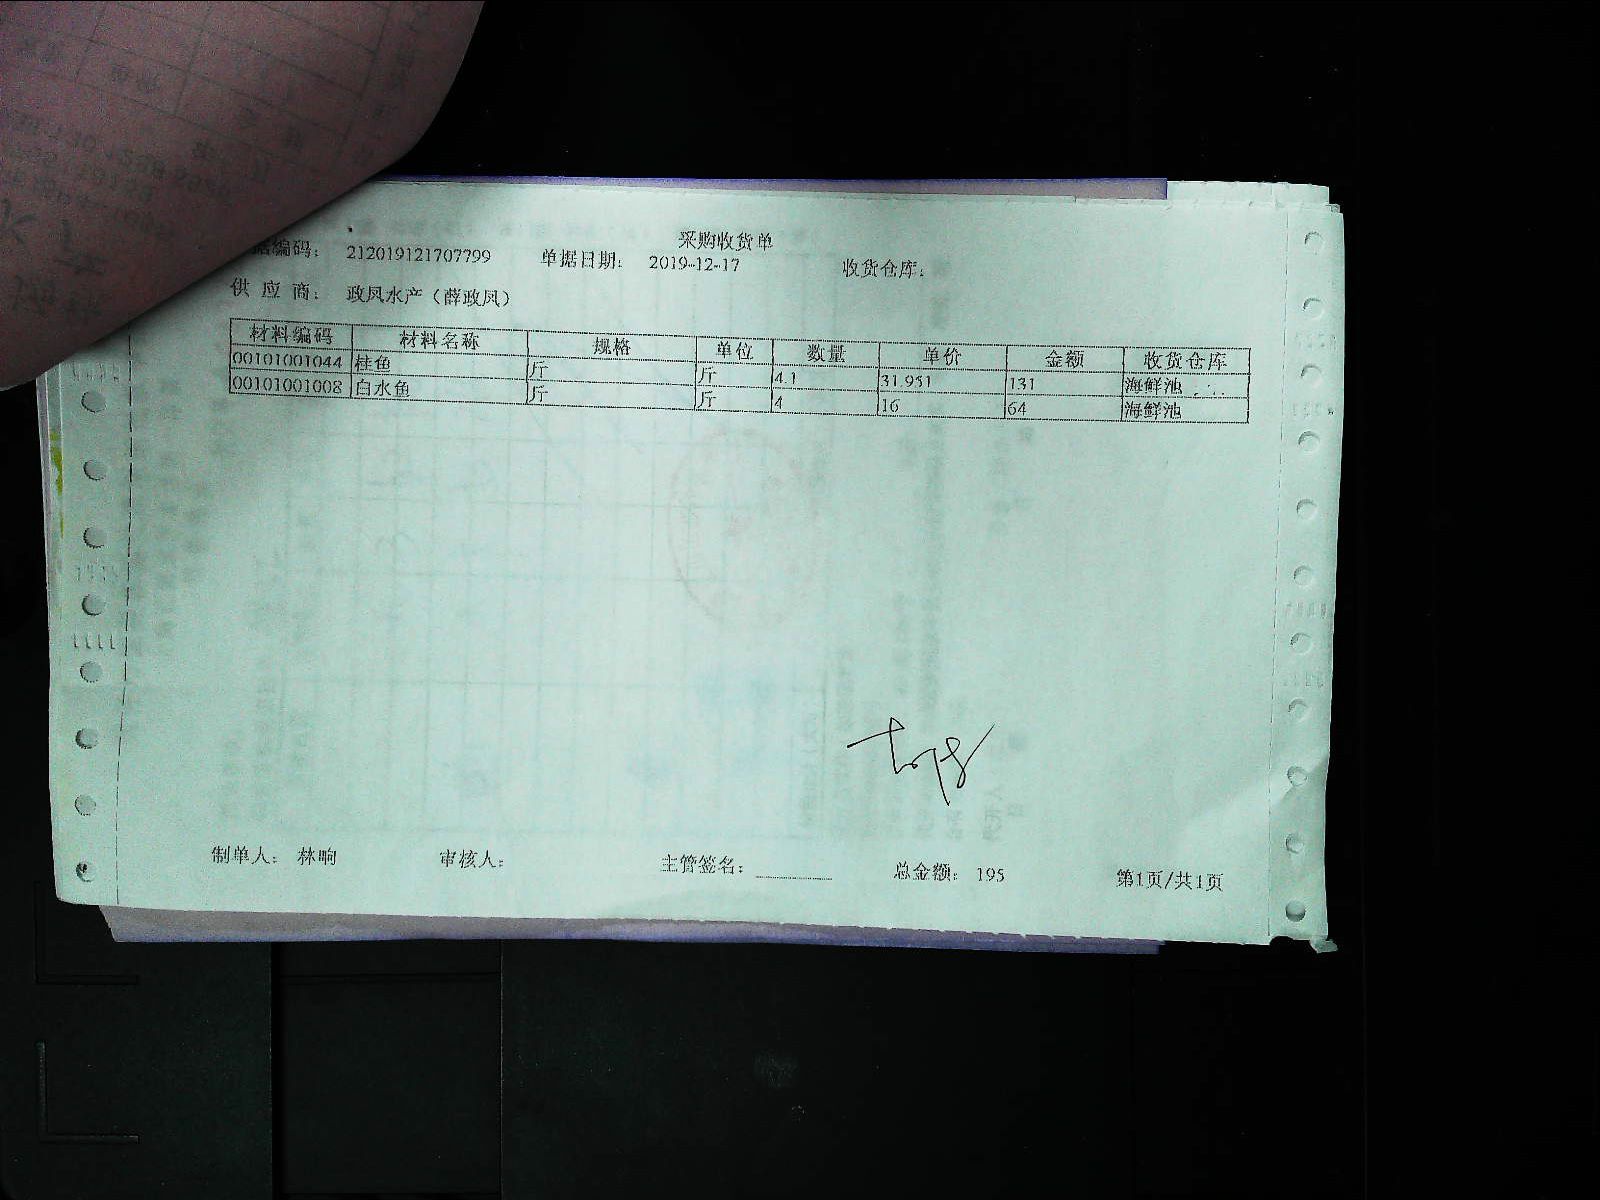 采购收货单
据编码： 212019121707799 单据日期： 2019-12-17 收货仓库：
供 应 商： 政凤水产（薛政凤）
材料编码 材料名称 规格 单位 数量 单价 金额 收货仓库
00101001044 桂鱼 斤 斤 4.1 31.951 131 海鲜池
00101001008 白水鱼 斤 斤 4 16 64 海鲜池
制单人： 林晌 审核人： 主管签名： 总金额： 195 第1页/共1页